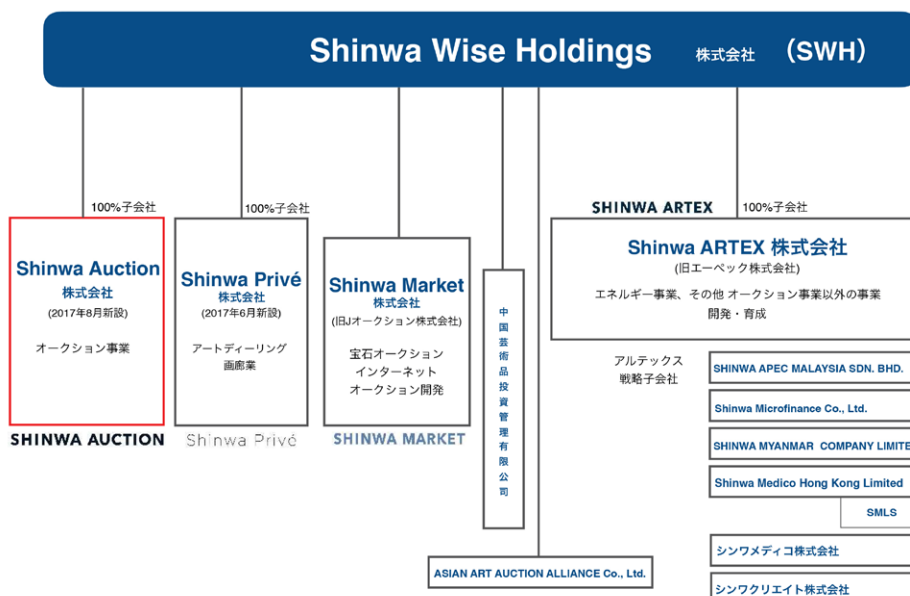 Shinwa Wise Holdings 株式会社 （SWH）
100%子会社
Shinwa Auction
株式会社
(2017年8月新設)
オークション事業
SHINWA AUCTION
100%子会社
Shinwa Privé
株式会社
(2017年6月新設)
アートディーリング
画廊業
Shinwa Privé
Shinwa Market
株式会社
(旧Jオークション株式会社)
宝石オークション
インターネット
オークション開発
SHINWA MARKET
中国芸術品投資管理有限公司
ASIAN ART AUCTION ALLIANCE Co., Ltd.
SHINWA ARTEX
100%子会社
Shinwa ARTEX 株式会社
(旧エーペック株式会社)
エネルギー事業、その他 オークション事業以外の事業
開発・育成
アルテックス
戦略子会社
SHINWA APEC MALAYSIA SDN. BHD.
Shinwa Microfinance Co., Ltd.
SHINWA MYANMAR COMPANY LIMITE
Shinwa Medico Hong Kong Limited
SMLS
シンワメディコ株式会社
シンワクリエイト株式会社